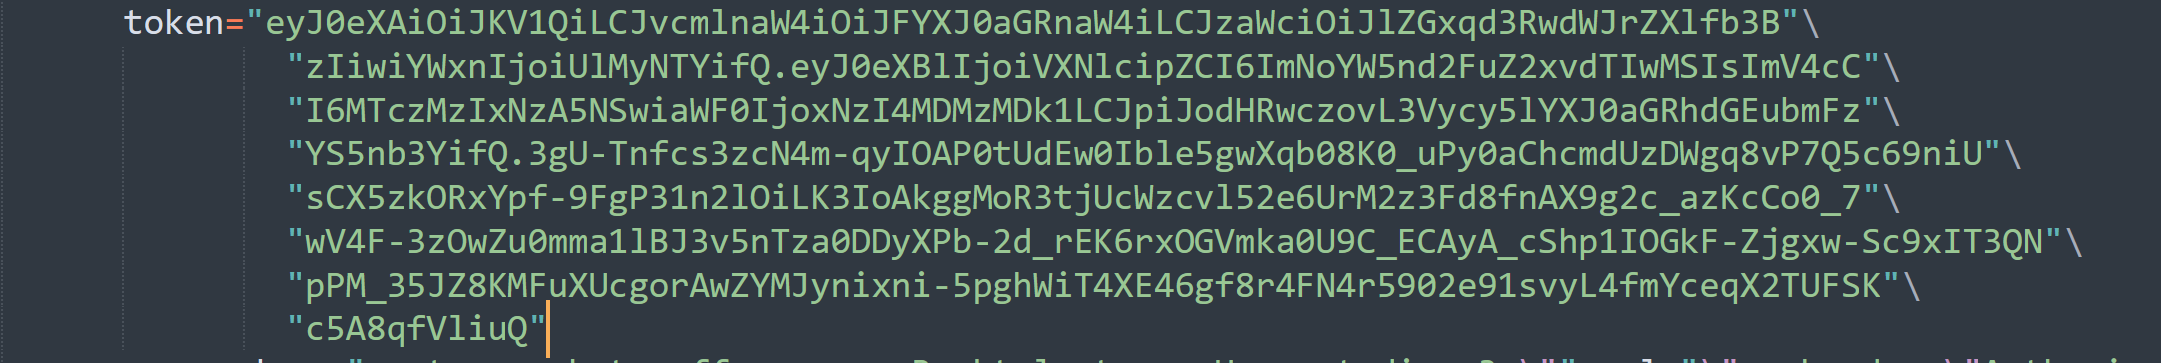 token="eyJ0eXAiOiJKV1QiLCJvcmlnaW4iOiJFYXJ0aGRnaW4iLCJzaWciOiJlZGxqd3RwdWJrZXlfb3B"\
"zIiwiYWxnIjoiUlMyNTYifQ.eyJ0eXBlIjoiVXNlcipZCI6ImNoYW5nd2FuZ2xvdTIwMSIsImV4cC"\
"I6MTczMzIxNzA5NSwiaWF0IjoxNzI4MDMzMDk1LCJpiJodHRwczovL3Vycy5lYXJ0aGRhdGEubmFz"\
"YS5nb3YifQ.3gU-Tnfcs3zcN4m-qyIOAP0tUdEw0Ible5gwXqb08K0_uPy0aChcmdUzDWgq8vP7Q5c69niU"\
"sCX5zkORxYpf-9FgP31n2lOiLK3IoAkggMoR3tjUcWzcvl52e6UrM2z3Fd8fnAX9g2c_azKcCo0_7"\
"wV4F-3zOwZu0mma1lBJ3v5nTza0DDyXPb-2d_rEK6rxOGVmka0U9C_ECAyA_cShp1IOGkF-Zjgxw-Sc9xIT3QN"\
"pPM_35JZ8KMFuXUcgorAwZYMJynixni-5pghWiT4XE46gf8r4FN4r5902e91svyL4fmYceqX2TUFSK"\
"c5A8qfVliuQ"